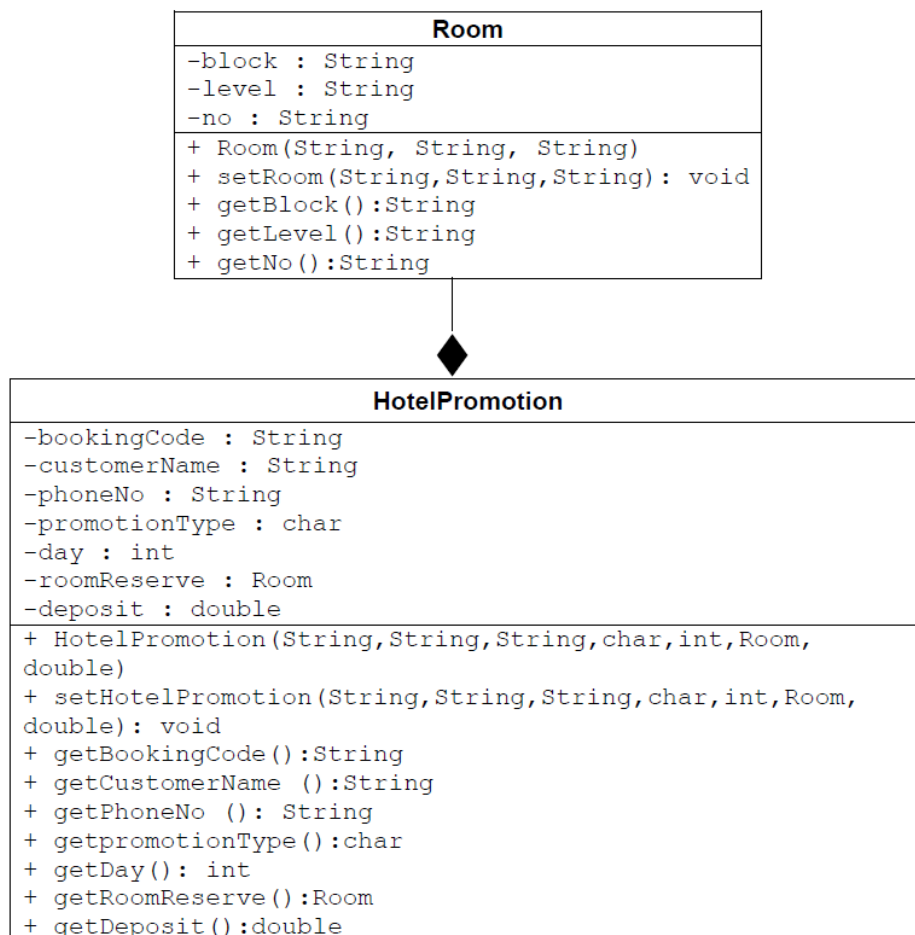 Room
-block : String
-level : String
-no : String
+ Room(String, String, String)
+ setRoom(String,String,String): void
+ getBlock():String
+ getLevel():String
+ getNo():String
HotelPromotion
-bookingCode : String
-customerName : String
-phoneNo : String
-promotionType : char
-day : int
-roomReserve : Room
-deposit : double
+ HotelPromotion(String,String,String,char,int,Room,
double)
+ setHotelPromotion(String,String,String,char,int,Room,
double): void
+ getBookingCode():String
+ getCustomerName ():String
+ getPhoneNo (): String
+ getpromotionType():char
+ getDay(): int
+ getRoomReserve():Room
+ getDeposit():double